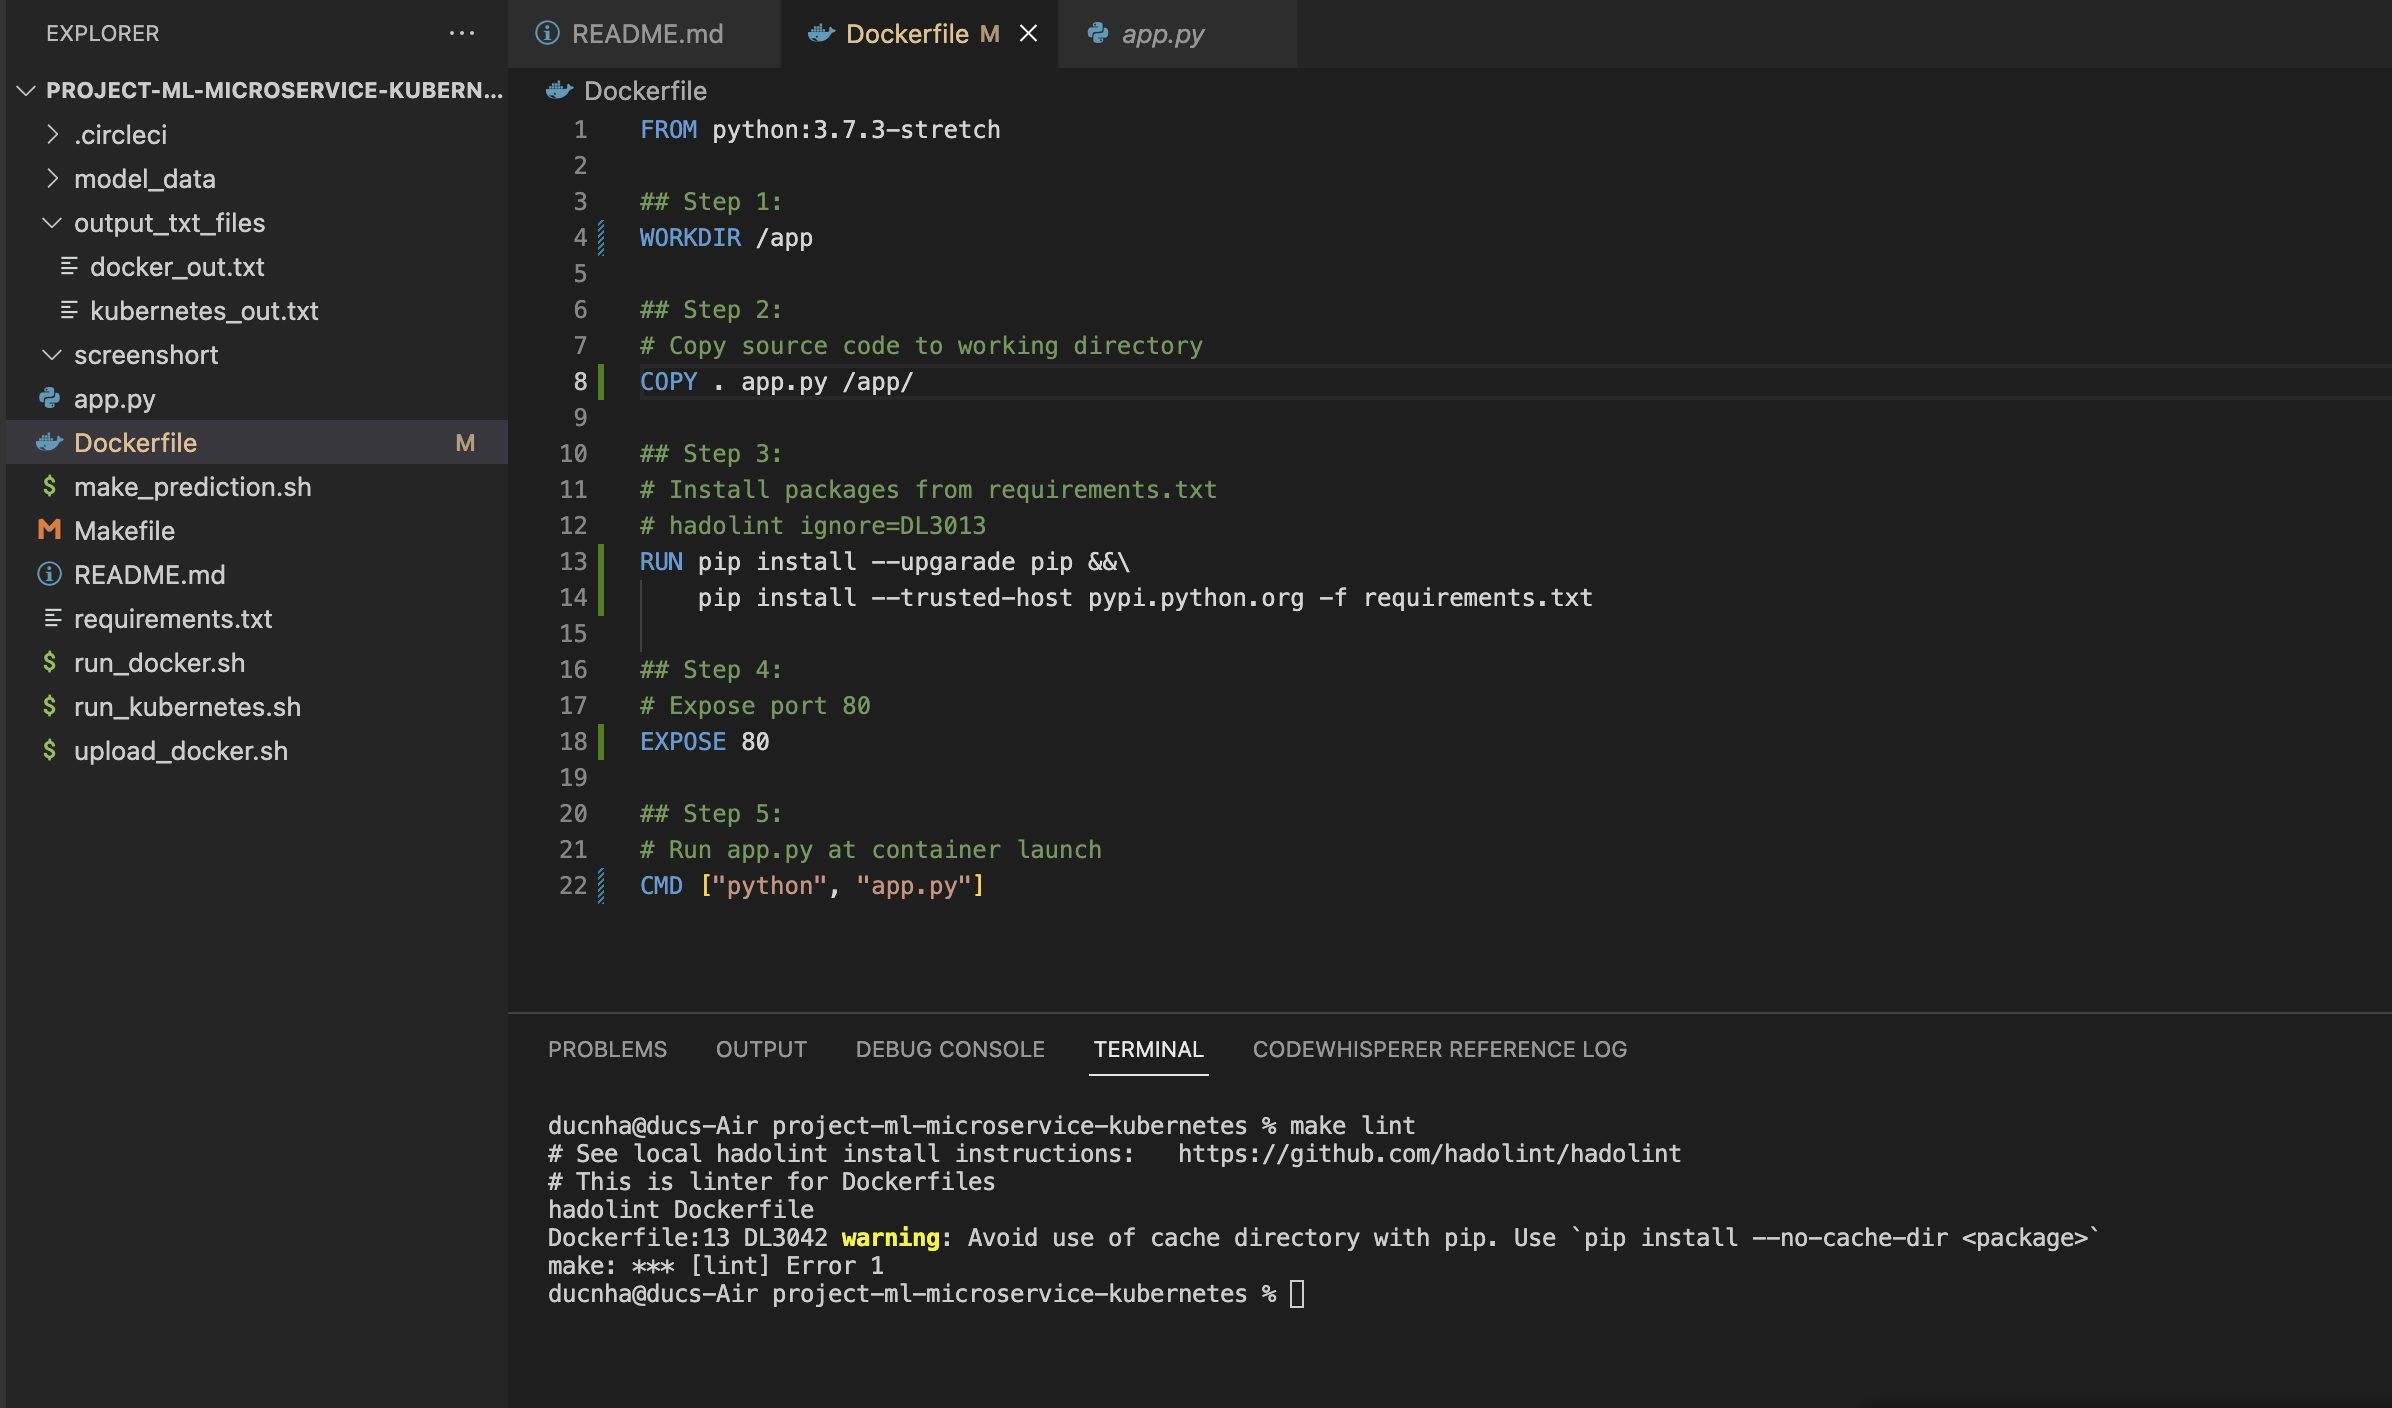 EXPLORER
PROJECT-ML-MICROSERVICE-KUBERN...
.circleci
model_data
output_txt_files
docker_out.txt
kubernetes_out.txt
screenshort
app.py
Dockerfile M
make_prediction.sh
Makefile
README.md
requirements.txt
run_docker.sh
run_kubernetes.sh
upload_docker.sh
README.md
Dockerfile M
app.py
Dockerfile
1 FROM python:3.7.3-stretch
2
3 ## Step 1:
4 WORKDIR /app
5
6 ## Step 2:
7 # Copy source code to working directory
8 COPY . app.py /app/
9
10 ## Step 3:
11 # Install packages from requirements.txt
12 # hadolint ignore=DL3013
13 RUN pip install --upgarade pip &&\
14 pip install --trusted-host pypi.python.org -f requirements.txt
15
16 ## Step 4:
17 # Expose port 80
18 EXPOSE 80
19
20 ## Step 5:
21 # Run app.py at container launch
22 CMD ["python", "app.py"]
PROBLEMS OUTPUT DEBUG CONSOLE TERMINAL CODEWHISPERER REFERENCE LOG
ducnha@ducs-Air project-ml-microservice-kubernetes % make lint
# See local hadolint install instructions:   https://github.com/hadolint/hadolint
# This is linter for Dockerfiles
hadolint Dockerfile
Dockerfile:13 DL3042 warning: Avoid use of cache directory with pip. Use `pip install --no-cache-dir <package>`
make: *** [lint] Error 1
ducnha@ducs-Air project-ml-microservice-kubernetes %